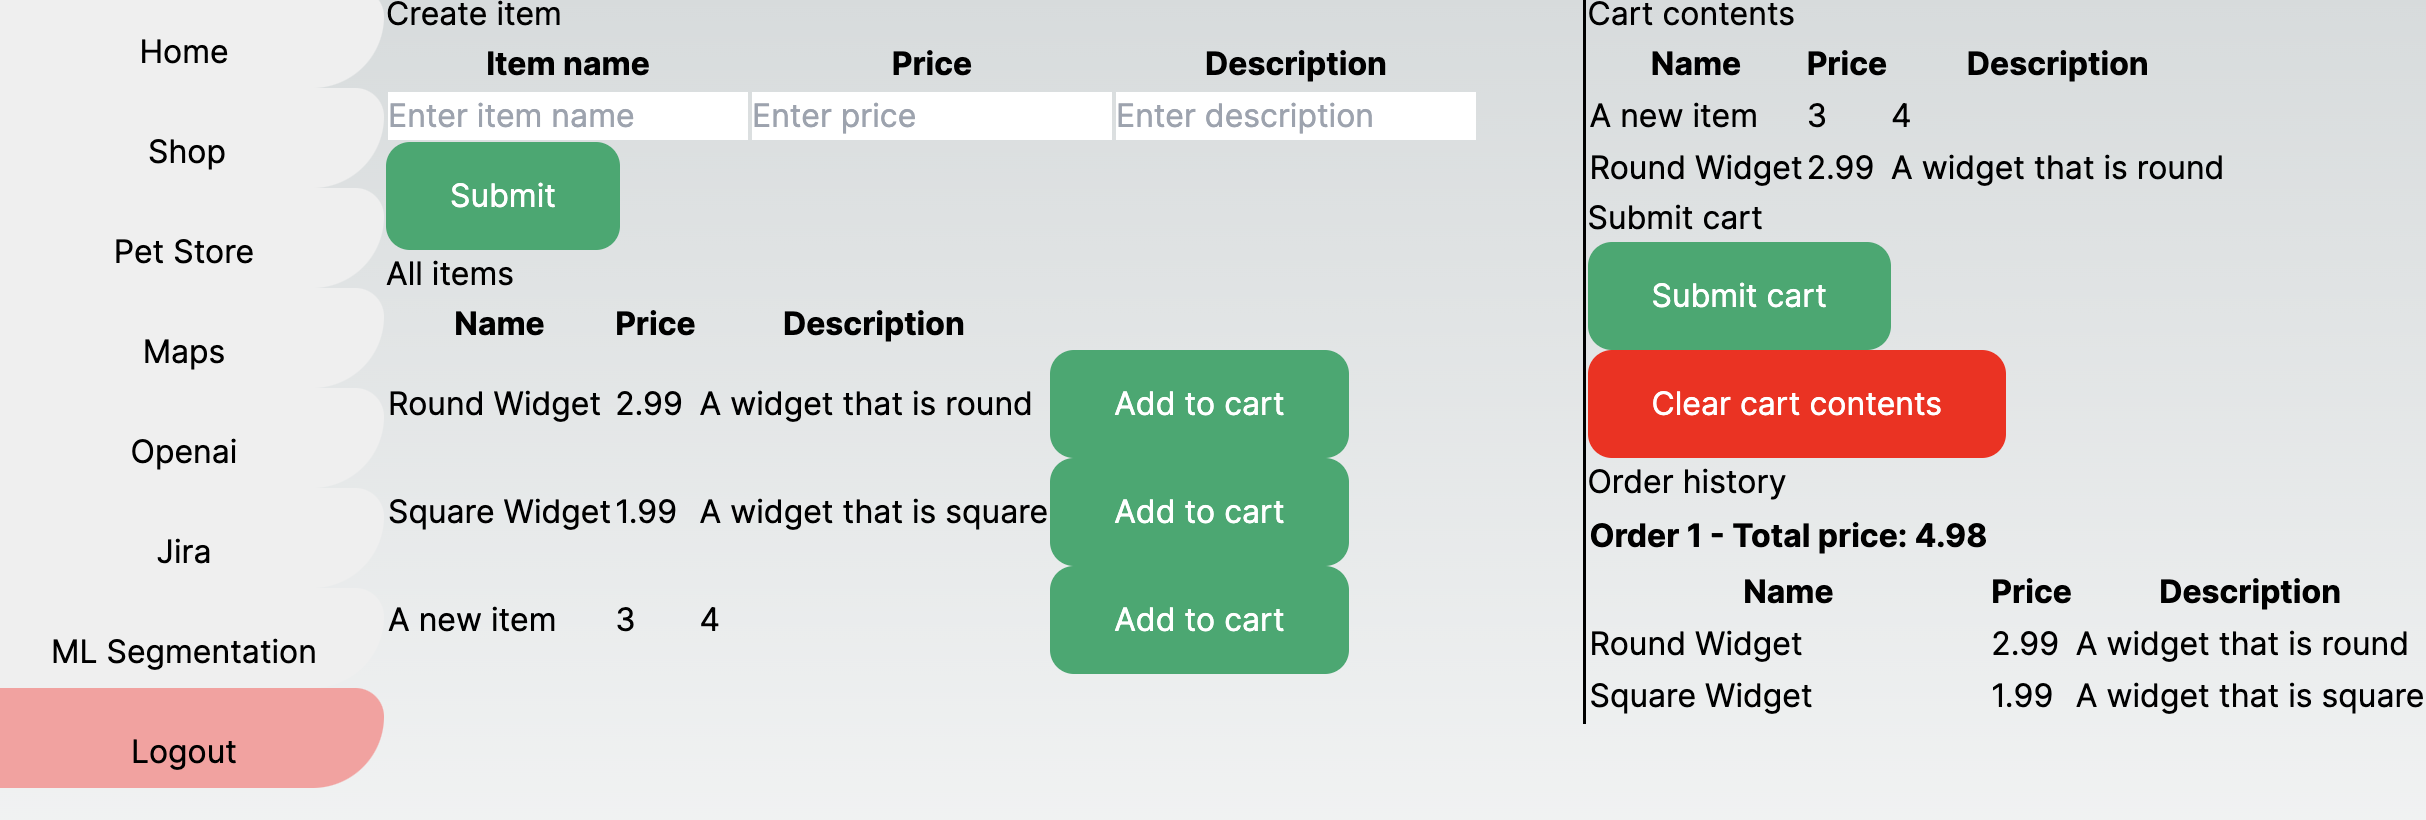 Home
Shop
Pet Store
Maps
Openai
Jira
ML Segmentation
Logout
Create item
Item name Price Description
Enter item name Enter price Enter description
Submit
All items
Name Price Description
Round Widget 2.99 A widget that is round Add to cart
Square Widget 1.99 A widget that is square Add to cart
A new item 3 4 Add to cart
Cart contents
Name Price Description
A new item 3 4
Round Widget 2.99 A widget that is round
Submit cart
Submit cart
Clear cart contents
Order history
Order 1 - Total price: 4.98
Name Price Description
Round Widget 2.99 A widget that is round
Square Widget 1.99 A widget that is square